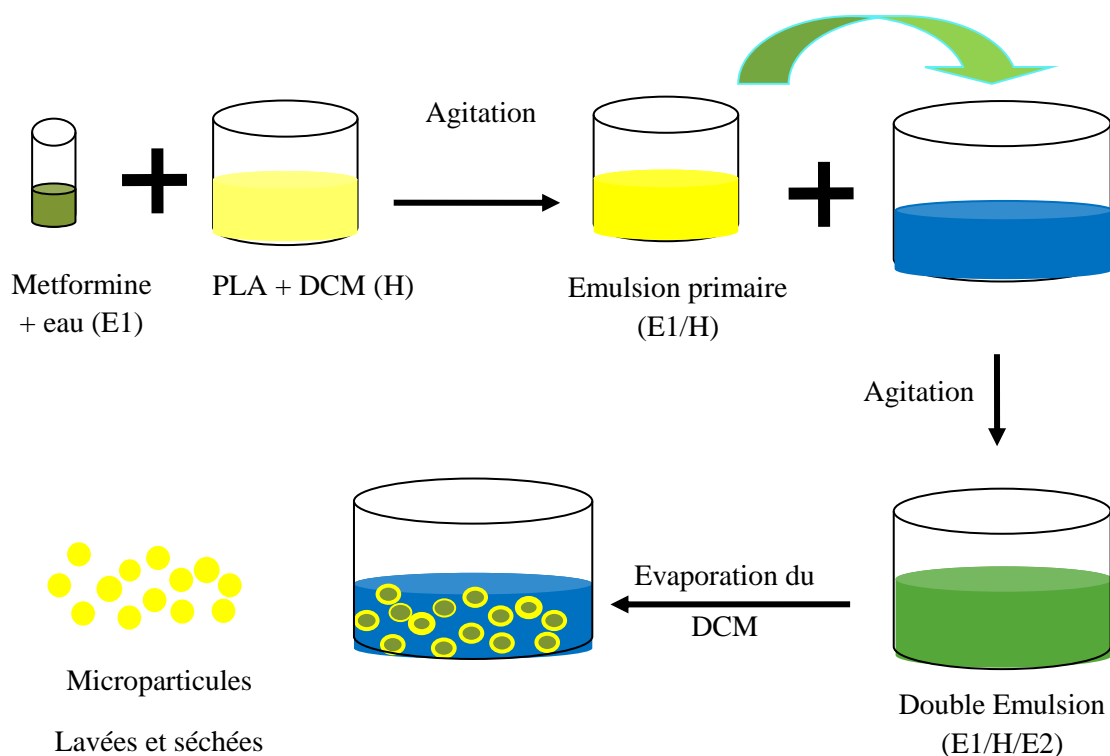 Agitation
Metformine
+ eau (E1)
PLA + DCM (H)
Emulsion primaire
(E1/H)
Agitation
Evaporation du
DCM
Microparticules
Lavées et séchées
Double Emulsion
(E1/H/E2)